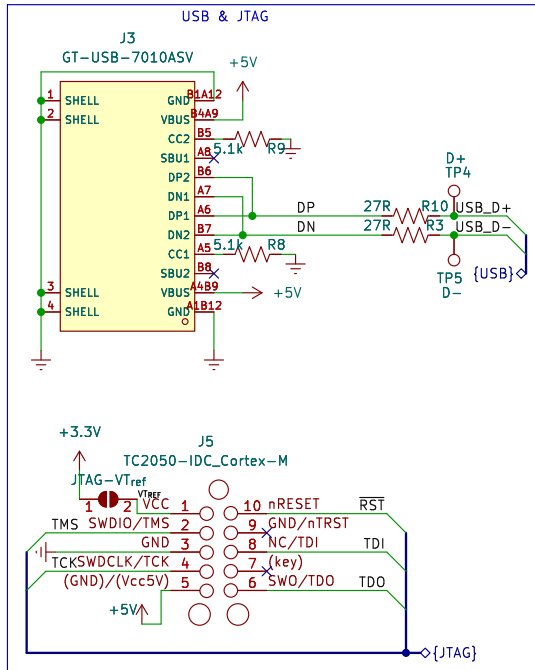 USB & JTAG
J3
GT-USB-7010ASV
+5V
1 SHELL GND B1A12
2 SHELL VBUS B4A9
CC2 B5 5.1k R9
SBU1 A8
DP2 B6
DN1 A7
DP1 A6 DP 27R R10 USB_D+
DN2 B7 DN 27R R3 USB_D-
CC1 A5 5.1k R8
SBU2 B8
3 SHELL VBUS A4B9 +5V
4 SHELL GND A1B12
D+
TP4
{USB}
TP5
D-
+3.3V
J5
TC2050-IDC_Cortex-M
JTAG-VTref
1 2 VTREF
VCC 1 10 nRESET RST
TMS SWDIO/TMS 2 9 GND/nTRST
GND 3 8 NC/TDI TDI
TCK SWDCLK/TCK 4 7 (key)
(GND)/(Vcc5V) 5 6 SWO/TDO TDO
+5V
{JTAG}